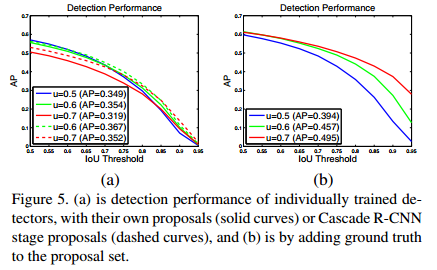 Detection Performance
0.7
0.6
0.5
0.4
0.3
0.2
0.1
0
AP
u=0.5 (AP=0.349)
u=0.6 (AP=0.354)
u=0.7 (AP=0.319)
u=0.6 (AP=0.367)
u=0.7 (AP=0.352)
0.5 0.55 0.6 0.65 0.7 0.75 0.8 0.85 0.9 0.95
IoU Threshold
(a)
Detection Performance
0.7
0.6
0.5
0.4
0.3
0.2
0.1
0
AP
u=0.5 (AP=0.394)
u=0.6 (AP=0.457)
u=0.7 (AP=0.495)
0.5 0.55 0.6 0.65 0.7 0.75 0.8 0.85 0.9 0.95
IoU Threshold
(b)
Figure 5. (a) is detection performance of individually trained de-
tectors, with their own proposals (solid curves) or Cascade R-CNN
stage proposals (dashed curves), and (b) is by adding ground truth
to the proposal set.